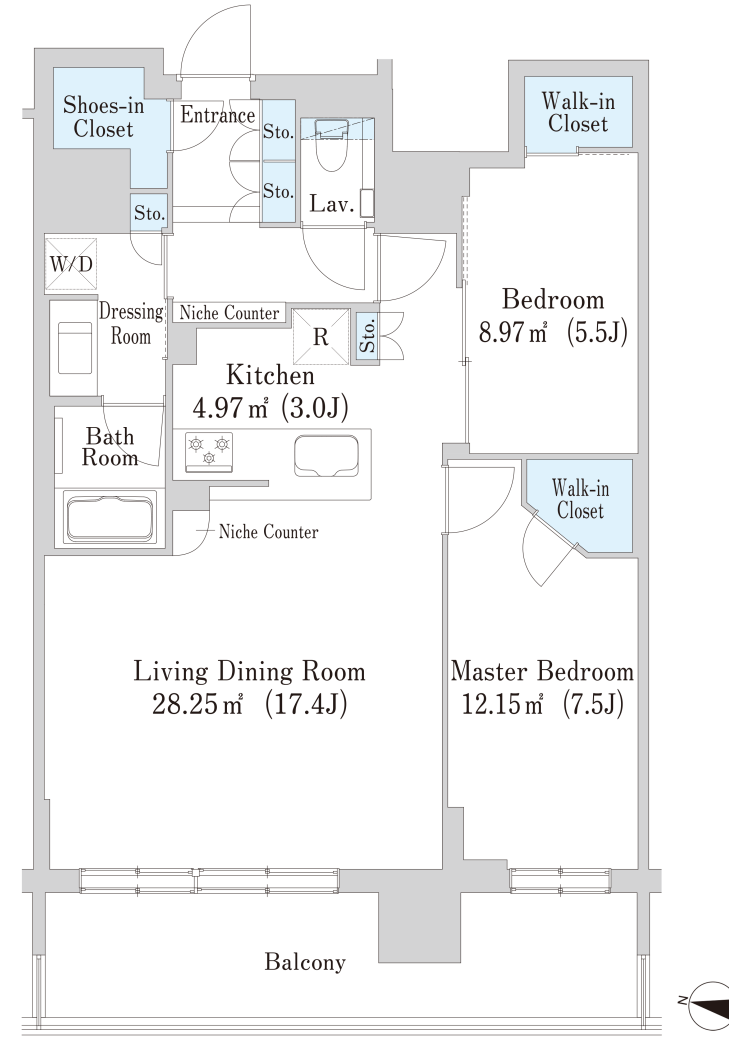 Shoes-in
Closet
Entrance
Sto.
Sto.
Lav.
Walk-in
Closet
Sto.
W/D
Dressing
Room
Niche Counter
R
Sto.
Bedroom
8.97㎡ (5.5J)
Kitchen
4.97㎡ (3.0J)
Bath
Room
Walk-in
Closet
Niche Counter
Living Dining Room
28.25㎡ (17.4J)
Master Bedroom
12.15㎡ (7.5J)
Balcony
N